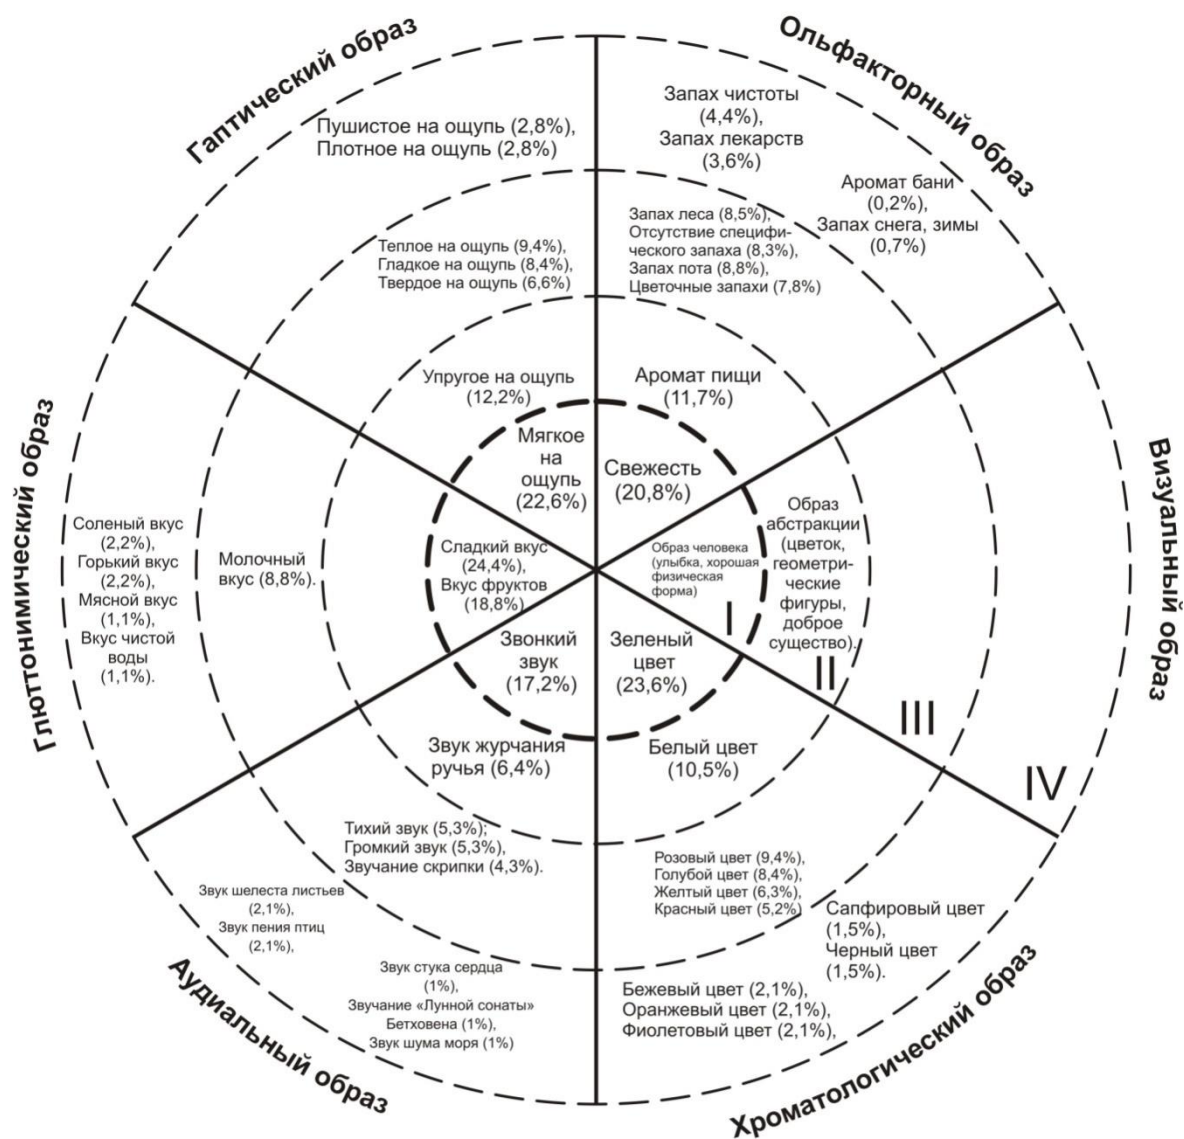 Гаптический образ
Ольфакторный образ
Пушистое на ощупь (2,8%),
Плотное на ощупь (2,8%)
Запах чистоты
(4,4%),
Запах лекарств
(3,6%)
Аромат бани
(0,2%),
Запах снега, зимы
(0,7%)
Теплое на ощупь (9,4%),
Гладкое на ощупь (8,4%),
Твердое на ощупь (6,6%)
Запах леса (8,5%),
Отсутствие специфи-
ческого запаха (8,3%),
Запах пота (8,8%),
Цветочные запахи (7,8%)
Упругое на ощупь
(12,2%)
Аромат пищи
(11,7%)
Мягкое
на
ощупь
(22,6%)
Свежесть
(20,8%)
Глюттонимический образ
Визуальный образ
Соленый вкус
(2,2%),
Горький вкус
(2,2%),
Мясной вкус
(1,1%),
Вкус чистой
воды
(1,1%).
Молочный
вкус (8,8%).
Сладкий вкус
(24,4%),
Вкус фруктов
(18,8%)
Образ человека
(улыбка, хорошая
физическая
форма)
Образ
абстракции
(цветок,
геометри-
ческие
фигуры,
доброе
существо).
I
II
III
IV
Звонкий
звук
(17,2%)
Зеленый
цвет
(23,6%)
Звук журчания
ручья (6,4%)
Белый цвет
(10,5%)
Тихий звук (5,3%);
Громкий звук (5,3%),
Звучание скрипки (4,3%).
Розовый цвет (9,4%),
Голубой цвет (8,4%),
Желтый цвет (6,3%),
Красный цвет (5,2%)
Звук шелеста листьев
(2,1%),
Звук пения птиц
(2,1%),
Сапфировый цвет
(1,5%),
Черный цвет
(1,5%).
Звук стука сердца
(1%),
Звучание «Лунной сонаты»
Бетховена (1%),
Звук шума моря (1%)
Бежевый цвет (2,1%),
Оранжевый цвет (2,1%),
Фиолетовый цвет (2,1%),
Аудиальный образ
Хроматологический образ